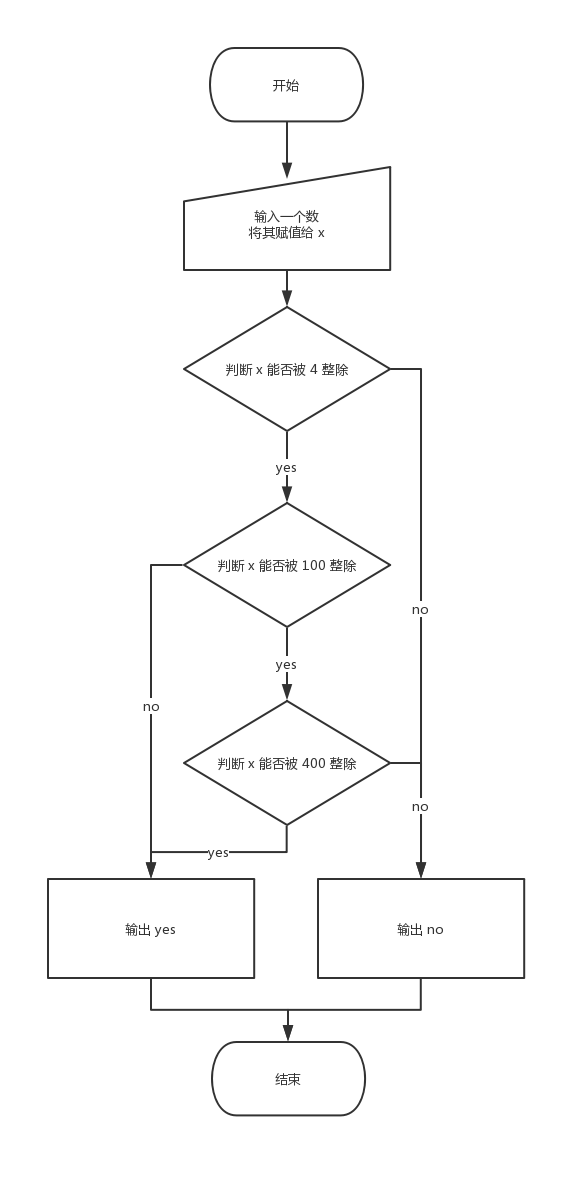 开始
输入一个数
将其赋值给 x
判断 x 能否被 4 整除
yes
判断 x 能否被 100 整除
no
yes
no
判断 x 能否被 400 整除
no
yes
输出 yes
输出 no
结束